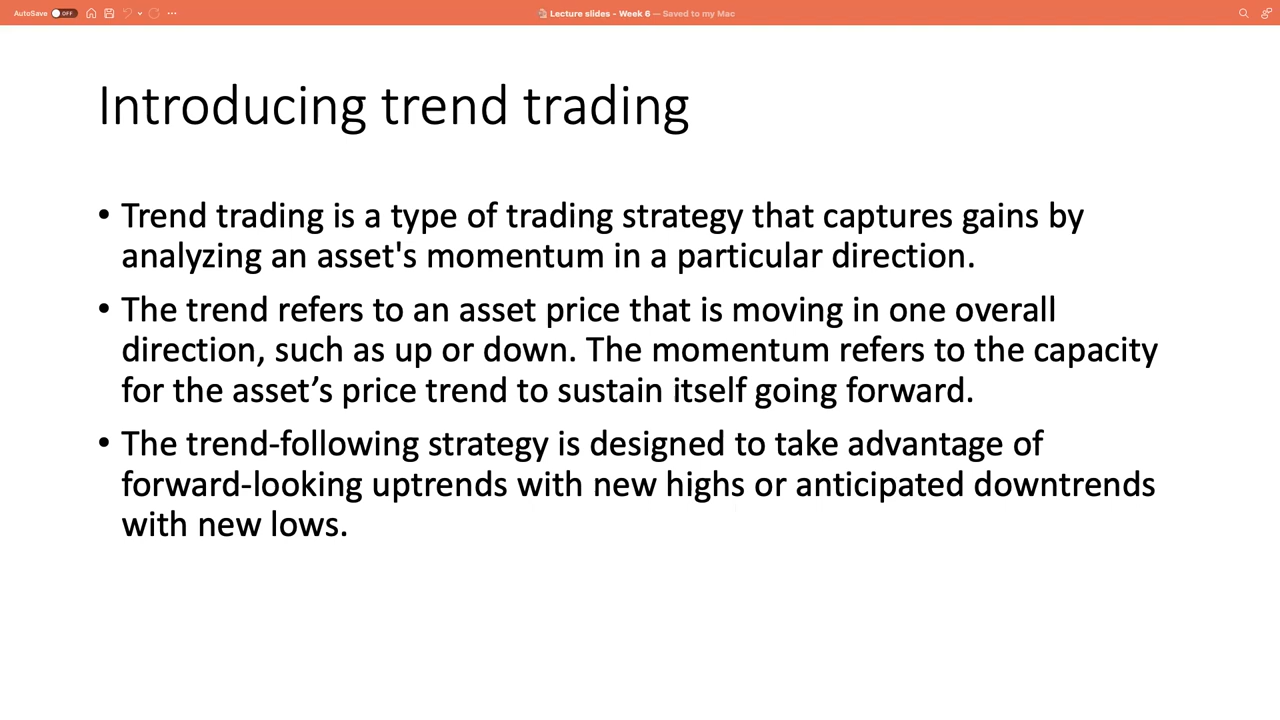 AutoSave OFF
Lecture slides - Week 6 — Saved to my Mac
Introducing trend trading
• Trend trading is a type of trading strategy that captures gains by
analyzing an asset's momentum in a particular direction.
• The trend refers to an asset price that is moving in one overall
direction, such as up or down. The momentum refers to the capacity
for the asset’s price trend to sustain itself going forward.
• The trend-following strategy is designed to take advantage of
forward-looking uptrends with new highs or anticipated downtrends
with new lows.